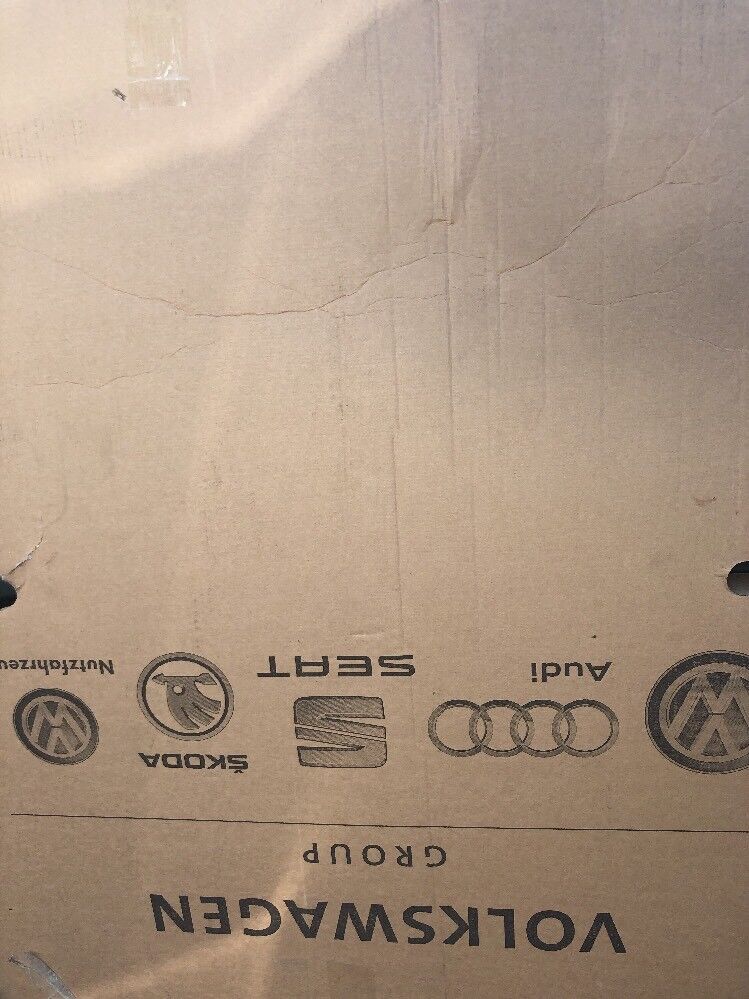 VOLKSWAGEN
GROUP
ŠKODA
Audi
SEAT
Nutzfahrzeu